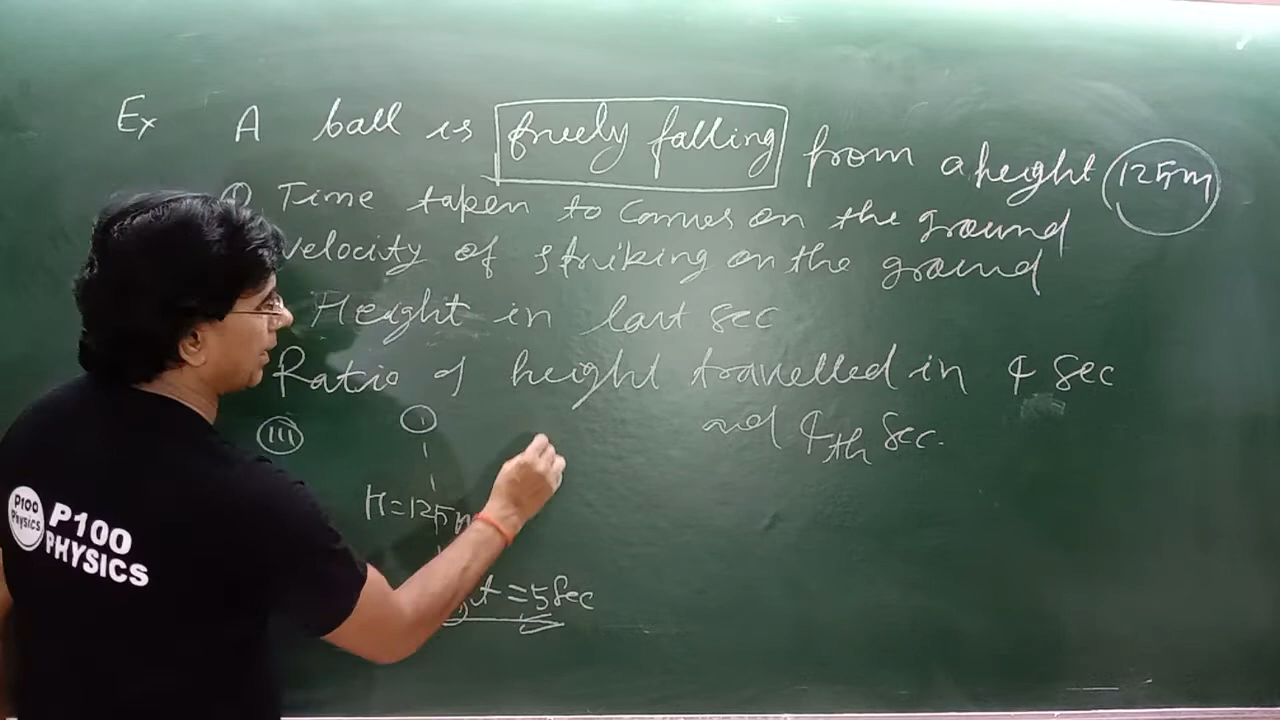 Ex A ball is freely falling from a height 125m
① Time taken to comes on the ground
Velocity of striking on the ground
Height in last sec
Ratio of height travelled in 4 sec
and 4th Sec.
(III)
H=125m
t=5Sec
P100 Physics
P100
PHYSICS